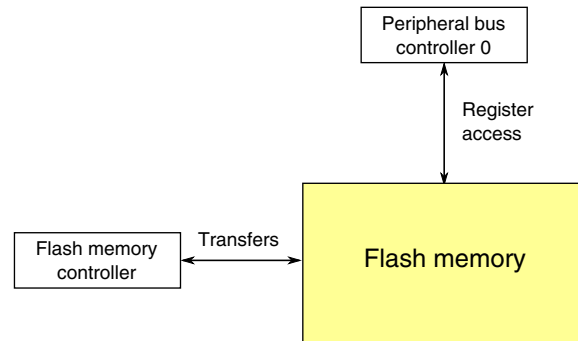 Peripheral bus
controller 0
Register
access
Transfers
Flash memory
controller
Flash memory